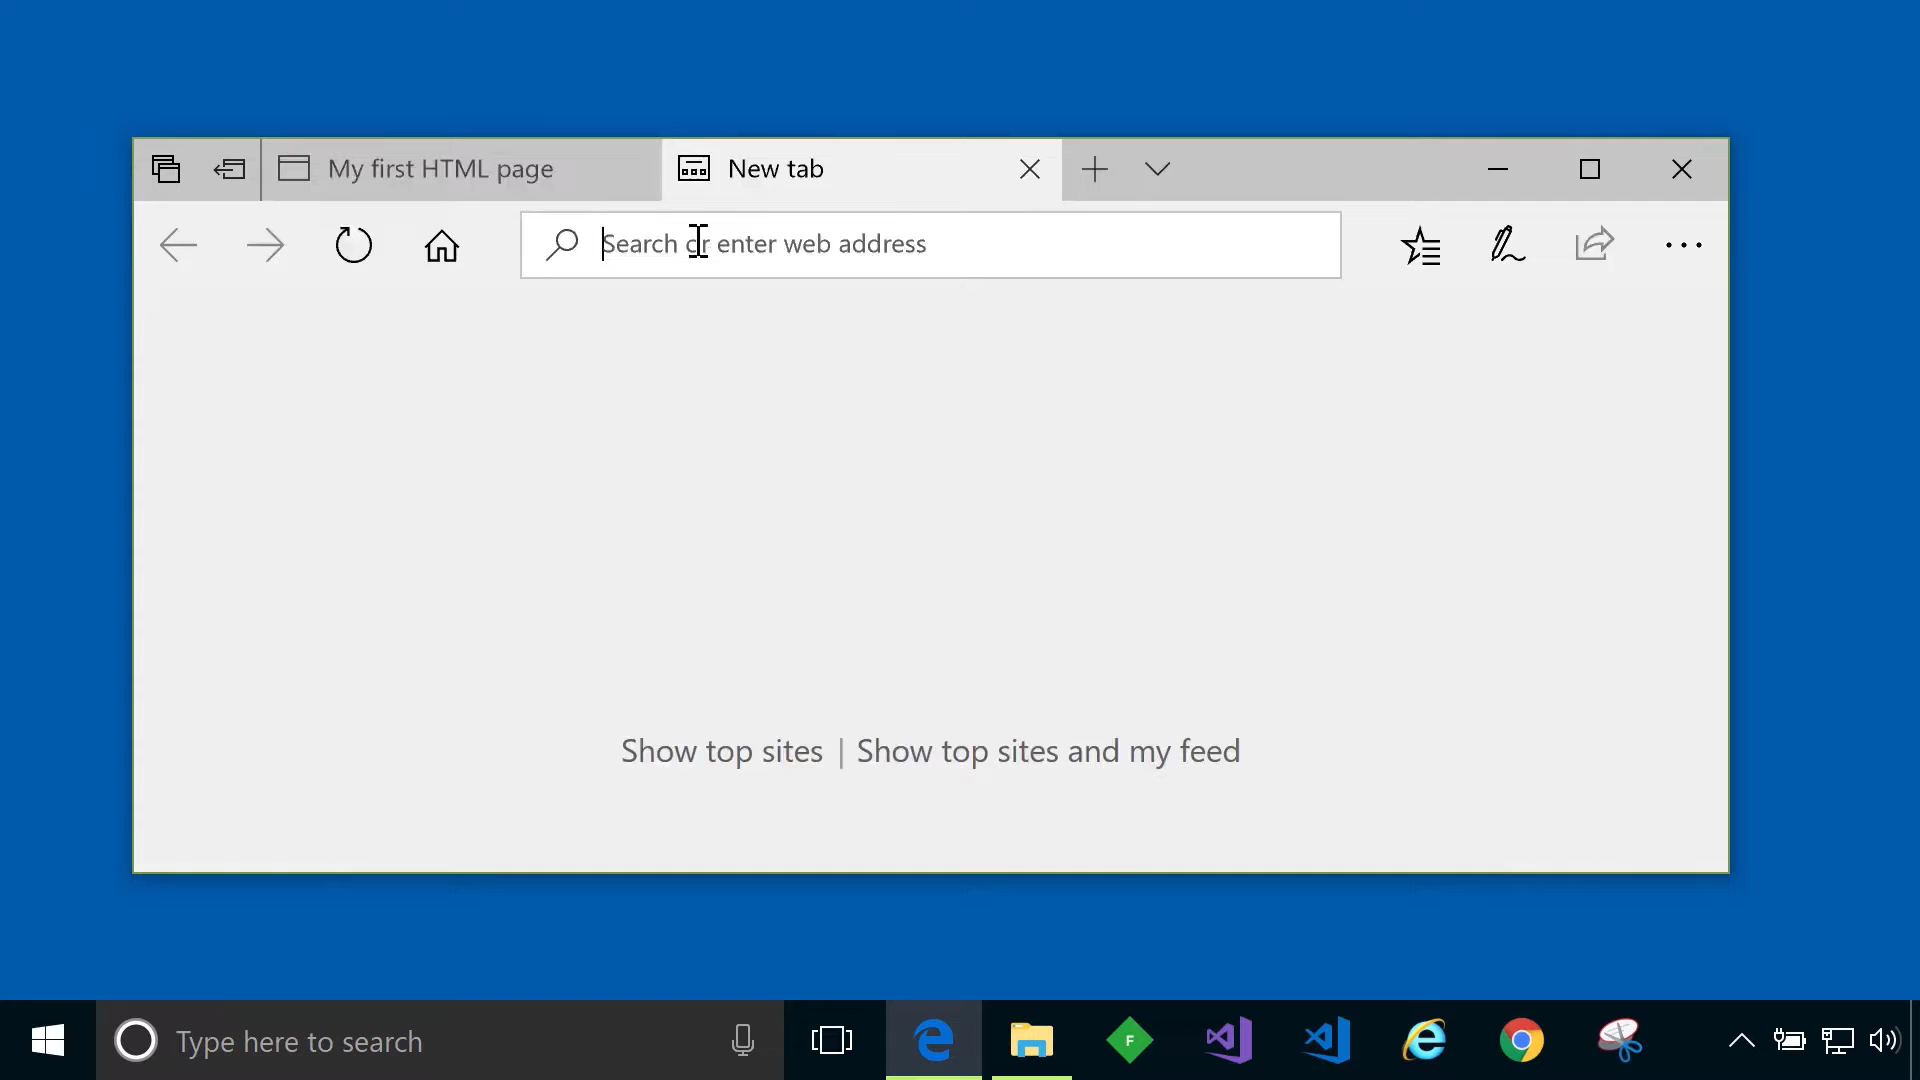 My first HTML page
New tab
Search or enter web address
Show top sites | Show top sites and my feed
Type here to search
F